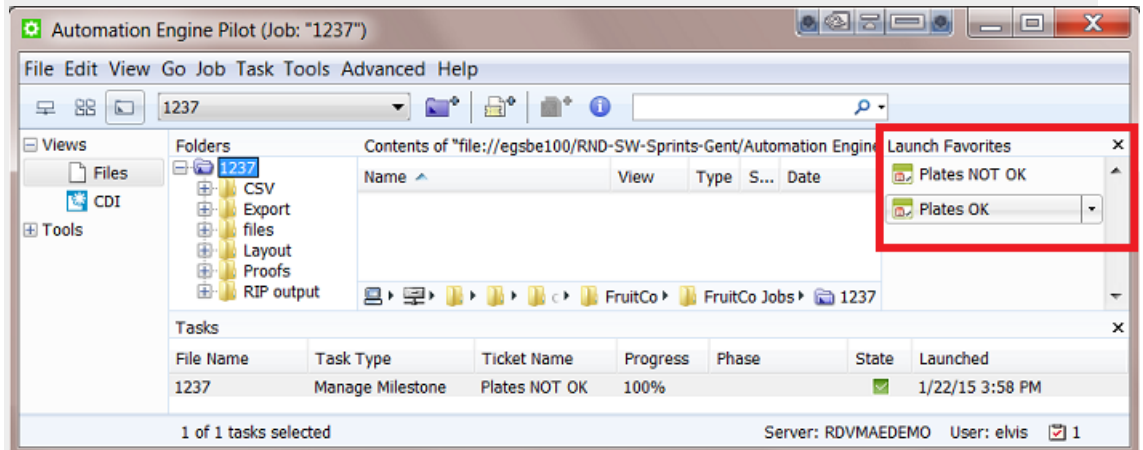 Automation Engine Pilot (Job: "1237")
File Edit View Go Job Task Tools Advanced Help
1237
Views
Files
CDI
Tools
Folders
1237
CSV
Export
files
Layout
Proofs
RIP output
Contents of "file://egsbe100/RND-SW-Sprints-Gent/Automation Engine
Name View Type S... Date
c FruitCo FruitCo Jobs 1237
Launch Favorites
Plates NOT OK
Plates OK
Tasks
File Name Task Type Ticket Name Progress Phase State Launched
1237 Manage Milestone Plates NOT OK 100% 1/22/15 3:58 PM
1 of 1 tasks selected Server: RDVMAEDEMO User: elvis 1